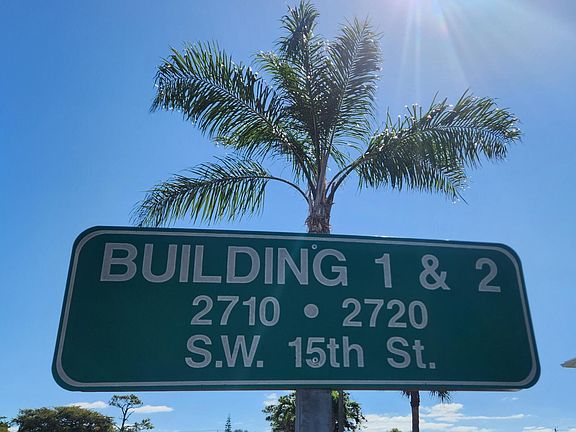 BUILDING 1 & 2
2710 • 2720
S.W. 15th St.